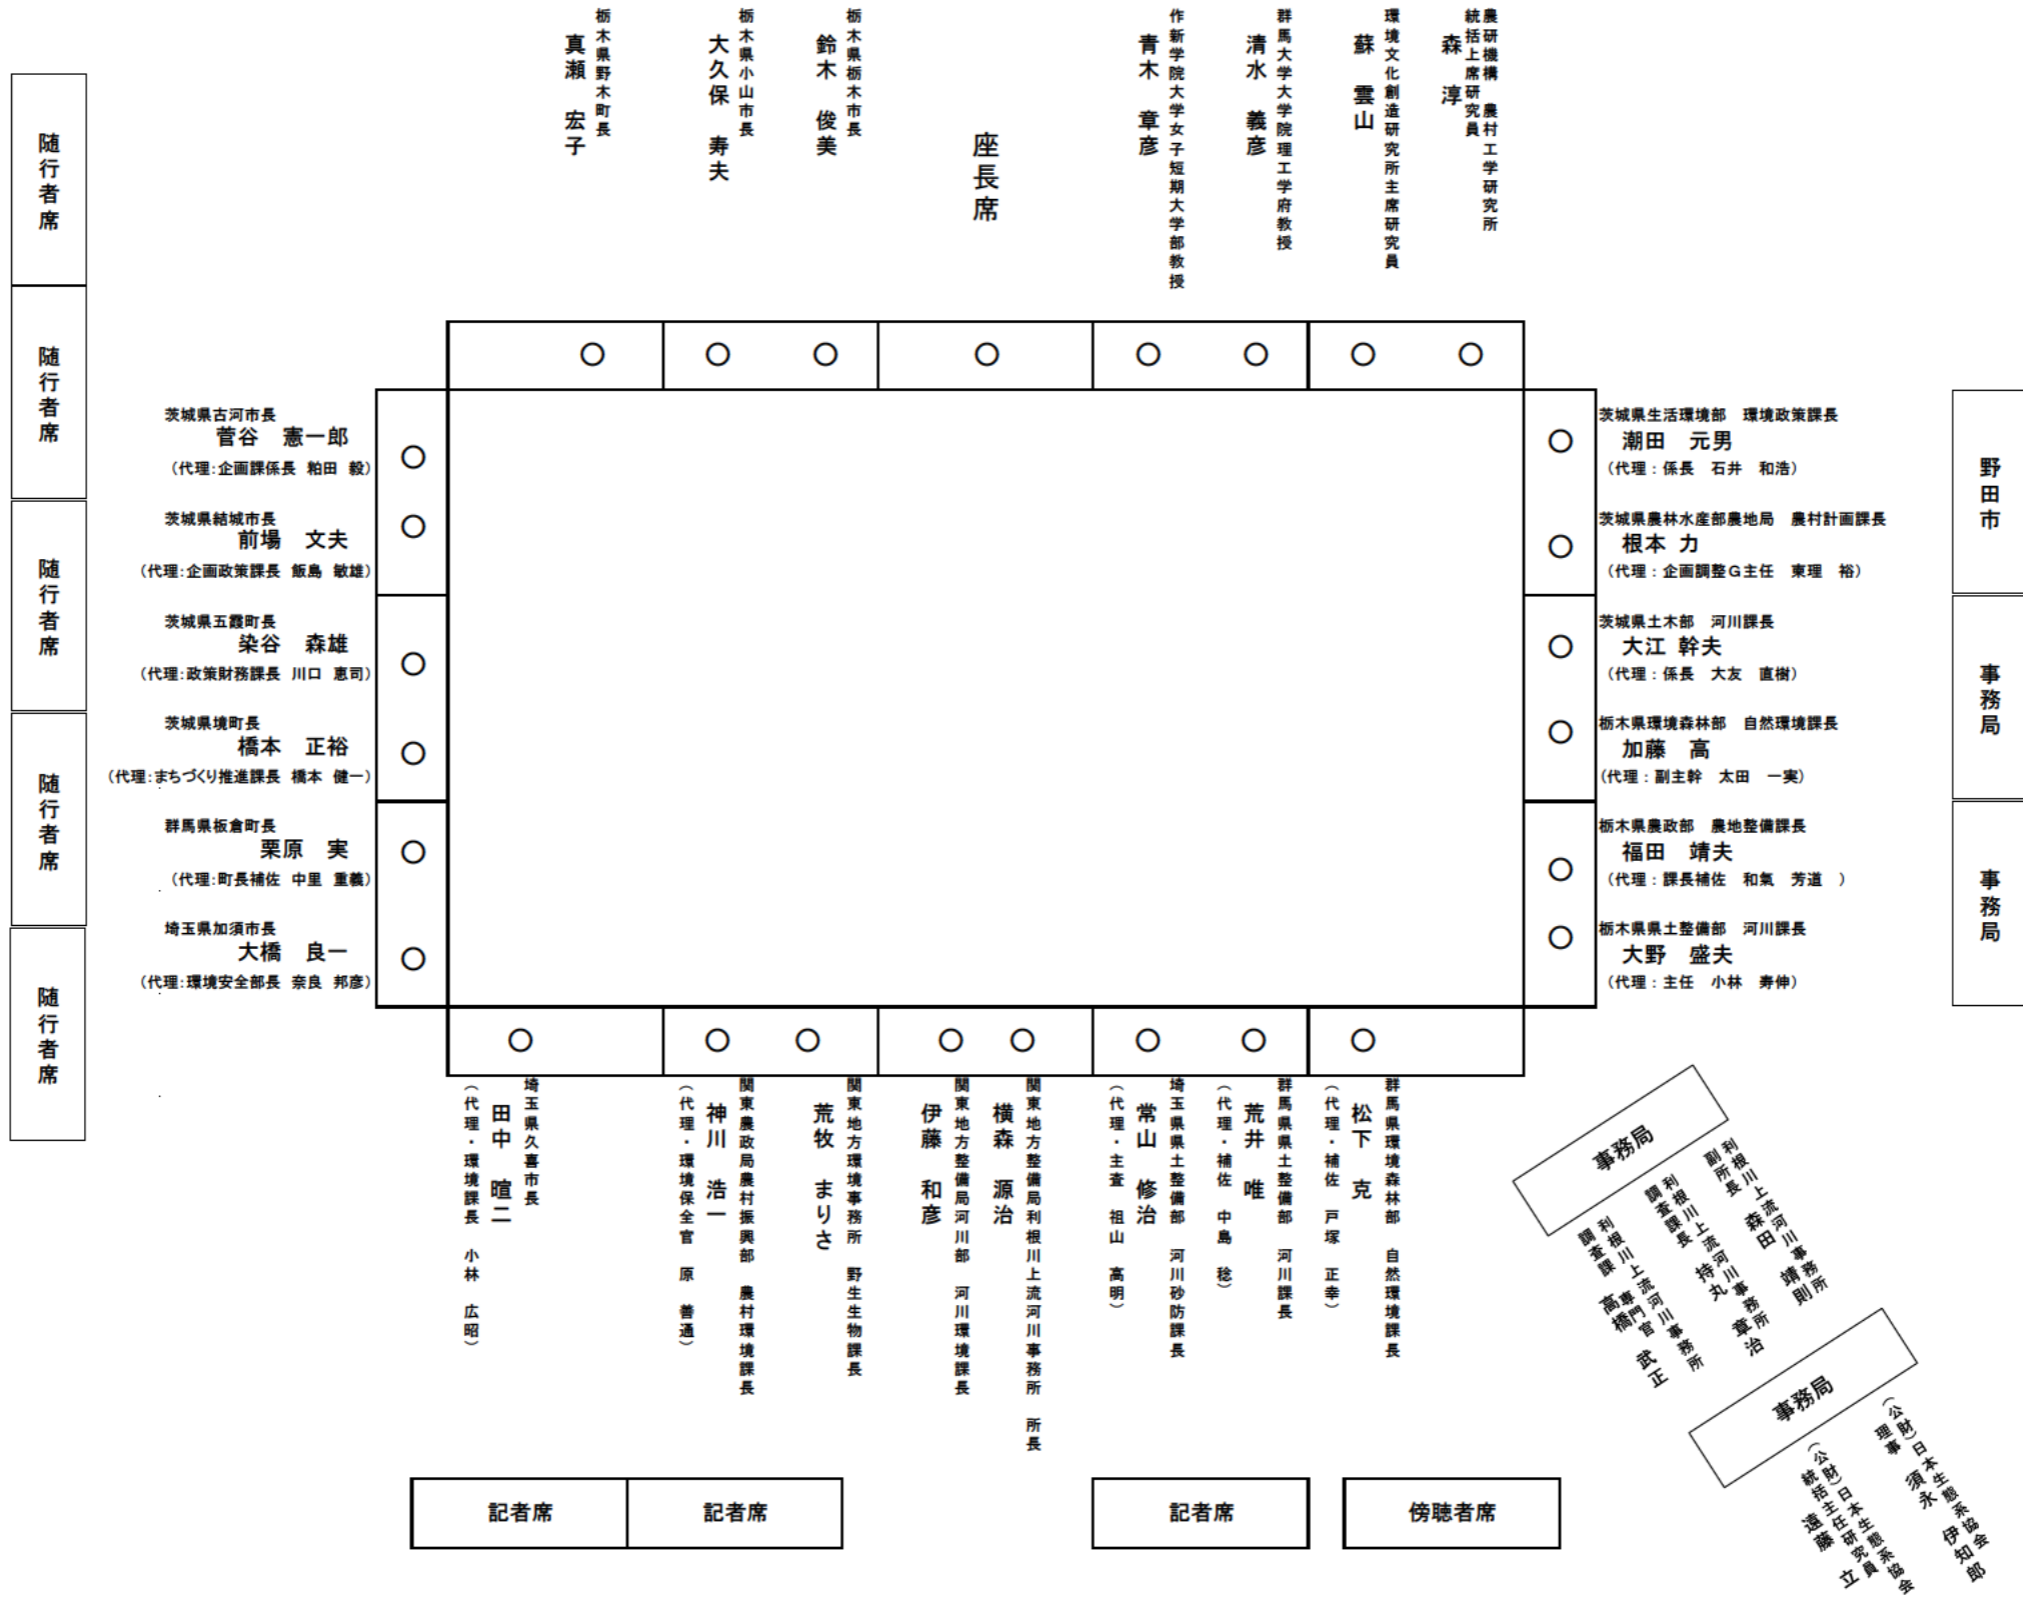 栃木県野木町長
真瀬 宏子
栃木県小山市長
大久保 寿夫
栃木県栃木市長
鈴木 俊美
座長席
作新学院大学女子短期大学部教授
青木 章彦
群馬大学大学院理工学府教授
清水 義彦
環境文化創造研究所主席研究員
蘇 雲山
農研機構 農村工学研究所
統括上席研究員
森 淳
随行者席
随行者席
随行者席
随行者席
随行者席
茨城県古河市長
菅谷 憲一郎
（代理：企画課係長 粕田 毅）
茨城県結城市長
前場 文夫
（代理：企画政策課長 飯島 敏雄）
茨城県五霞町長
染谷 森雄
（代理：政策財務課長 川口 恵司）
茨城県境町長
橋本 正裕
（代理：まちづくり推進課長 橋本 健一）
群馬県板倉町長
栗原 実
（代理：町長補佐 中里 重義）
埼玉県加須市長
大橋 良一
（代理：環境安全部長 奈良 邦彦）
茨城県生活環境部 環境政策課長
潮田 元男
（代理：係長 石井 和浩）
茨城県農林水産部農地局 農村計画課長
根本 力
（代理：企画調整Ｇ主任 東理 裕）
茨城県土木部 河川課長
大江 幹夫
（代理：係長 大友 直樹）
栃木県環境森林部 自然環境課長
加藤 高
（代理：副主幹 太田 一実）
栃木県農政部 農地整備課長
福田 靖夫
（代理：課長補佐 和氣 芳道 ）
栃木県県土整備部 河川課長
大野 盛夫
（代理：主任 小林 寿伸）
野田市
事務局
事務局
埼玉県久喜市長
田中 暄二
（代理・環境課長 小林 広昭）
関東農政局農村振興部 農村環境課長
神川 浩一
（代理・環境保全官 原 善通）
関東地方環境事務所 野生生物課長
荒牧 まりさ
関東地方整備局河川部 河川環境課長
伊藤 和彦
関東地方整備局利根川上流河川事務所 所長
横森 源治
埼玉県県土整備部 河川砂防課長
常山 修治
（代理・主査 祖山 高明）
群馬県県土整備部 河川課長
荒井 唯
（代理・補佐 中島 稔）
群馬県環境森林部 自然環境課長
松下 克
（代理・補佐 戸塚 正幸）
事務局
利根川上流河川事務所
副所長 森田 靖則
利根川上流河川事務所
調査課長 持丸 章治
利根川上流河川事務所
調査課 専門官
高橋 武正
事務局
（公財）日本生態系協会
理事 須永 伊知郎
（公財）日本生態系協会
統括主任研究員
遠藤 立
記者席
記者席
記者席
傍聴者席